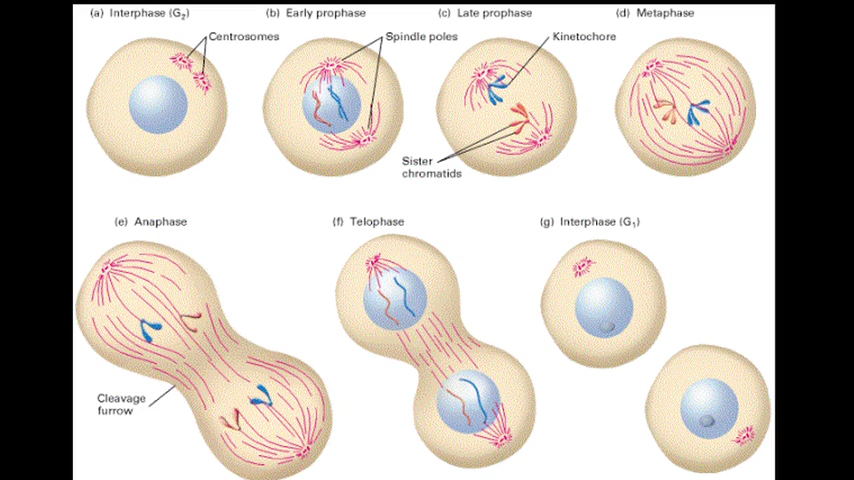 (a) Interphase (G₂)
(b) Early prophase
(c) Late prophase
(d) Metaphase
Centrosomes
Spindle poles
Kinetochore
Sister
chromatids
(e) Anaphase
(f) Telophase
(g) Interphase (G₁)
Cleavage
furrow